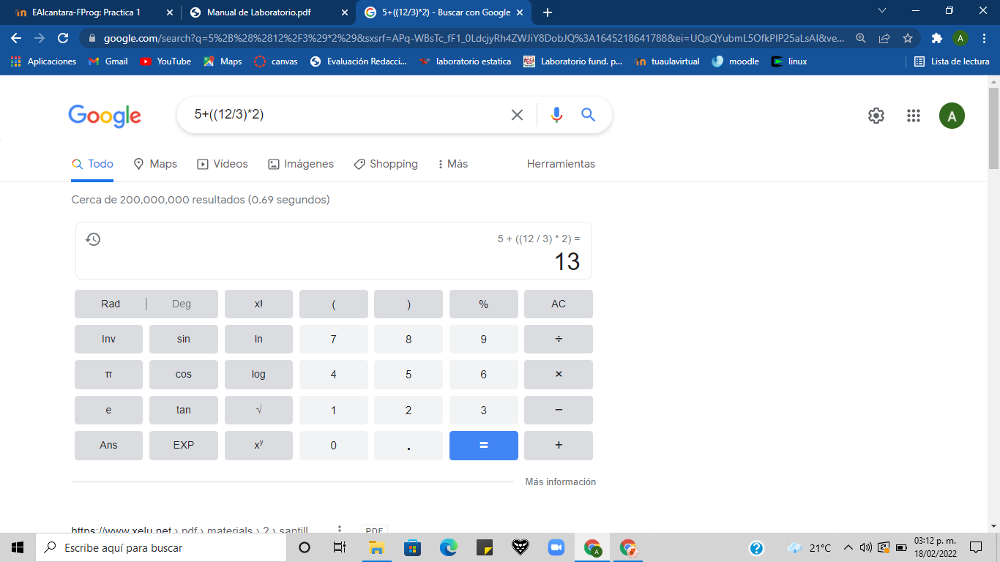 EAlcantara-FProg: Practica 1
Manual de Laboratorio.pdf
5+((12/3)*2) - Buscar con Google
google.com/search?q=5%2B%28%2812%2F3%29*2%29&sxsrf=APq-WBsTc_fF1_0LdcjyRh4ZWJiY8DobJQ%3A1645218641788&ei=UQsQYubmL5OfkPIP25aLsAI&ve...
Aplicaciones Gmail YouTube Maps canvas Evaluación Redacci... laboratorio estatica Laboratorio fund. p... tuaulavirtual moodle linux Lista de lectura
Google
5+((12/3)*2)
A
Todo Maps Vídeos Imágenes Shopping Más Herramientas
Cerca de 200,000,000 resultados (0.69 segundos)
5 + ((12 / 3) * 2) =
13
Rad | Deg x! ( ) % AC
Inv sin ln 7 8 9 ÷
π cos log 4 5 6 ×
e tan √ 1 2 3 −
Ans EXP xʸ 0 . = +
Más información
https://www.xelu.net › pdf › materials › 2 › santill...
PDF
Escribe aquí para buscar
21°C
03:12 p. m.
18/02/2022